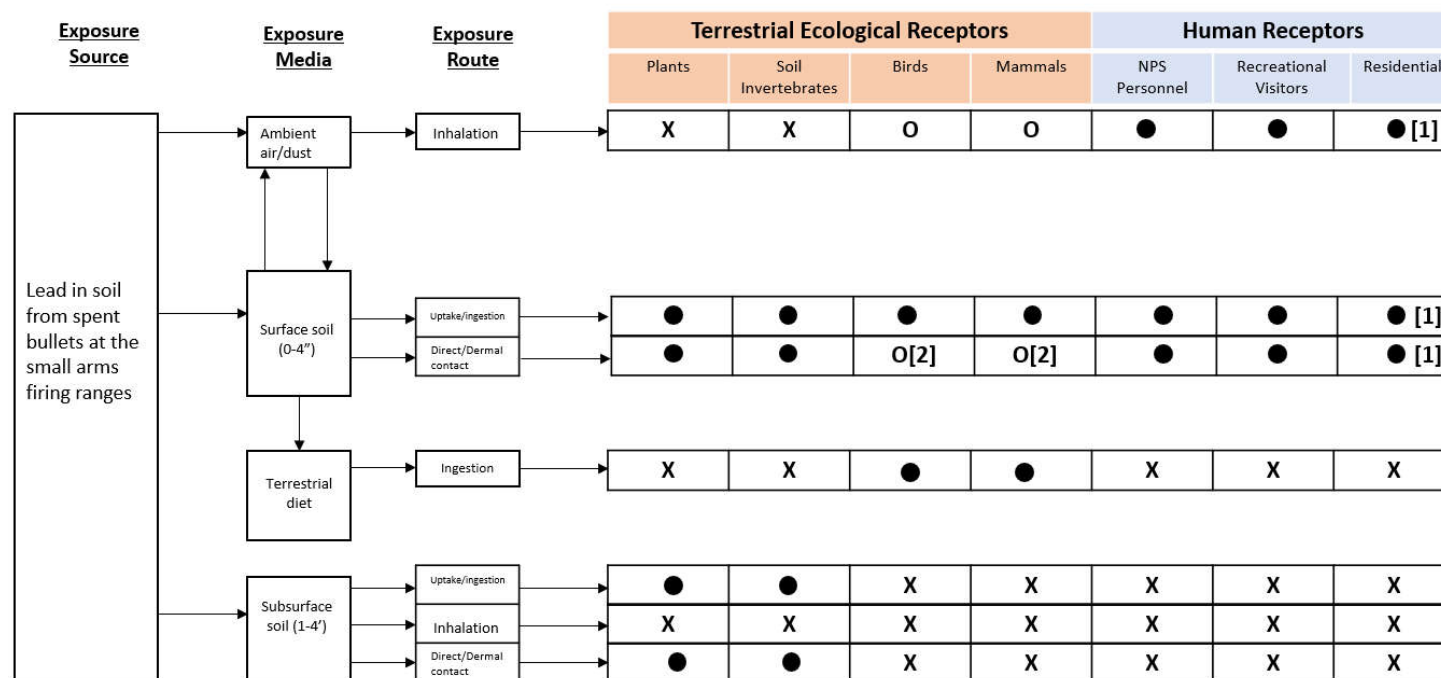 Exposure
Source
Exposure
Media
Exposure
Route
Terrestrial Ecological Receptors
Human Receptors
Plants
Soil
Invertebrates
Birds
Mammals
NPS
Personnel
Recreational
Visitors
Residential
Lead in soil
from spent
bullets at the
small arms
firing ranges
Ambient
air/dust
Inhalation
X X O O ● ● ● [1]
Surface soil
(0-4”)
Uptake/ingestion
● ● ● ● ● ● ● [1]
Direct/Dermal
contact
● ● O[2] O[2] ● ● ● [1]
Terrestrial
diet
Ingestion
X X ● ● X X X
Subsurface
soil (1-4’)
Uptake/ingestion
● ● X X X X X
Inhalation
X X X X X X X
Direct/Dermal
contact
● ● X X X X X